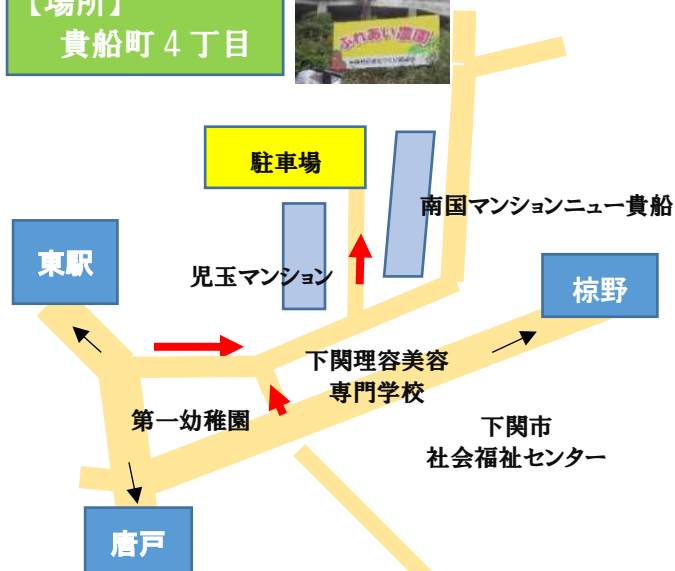 【場所】
貴船町４丁目
ふれあい農園
駐車場
南国マンションニュー貴船
東駅
児玉マンション
椋野
下関理容美容
専門学校
第一幼稚園
下関市
社会福祉センター
唐戸